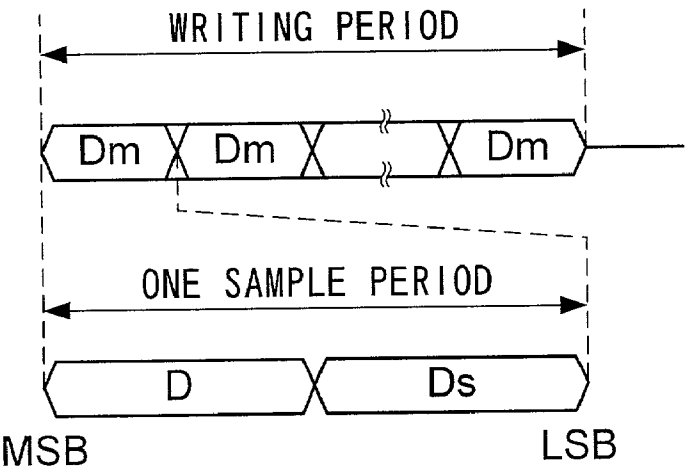 WRITING PERIOD
Dm Dm Dm
ONE SAMPLE PERIOD
D Ds
MSB LSB